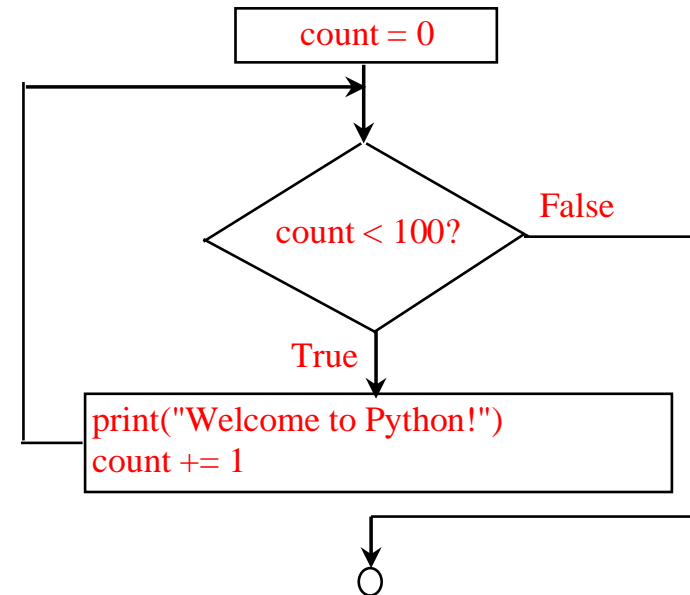 count = 0
count < 100?
False
True
print("Welcome to Python!")
count += 1